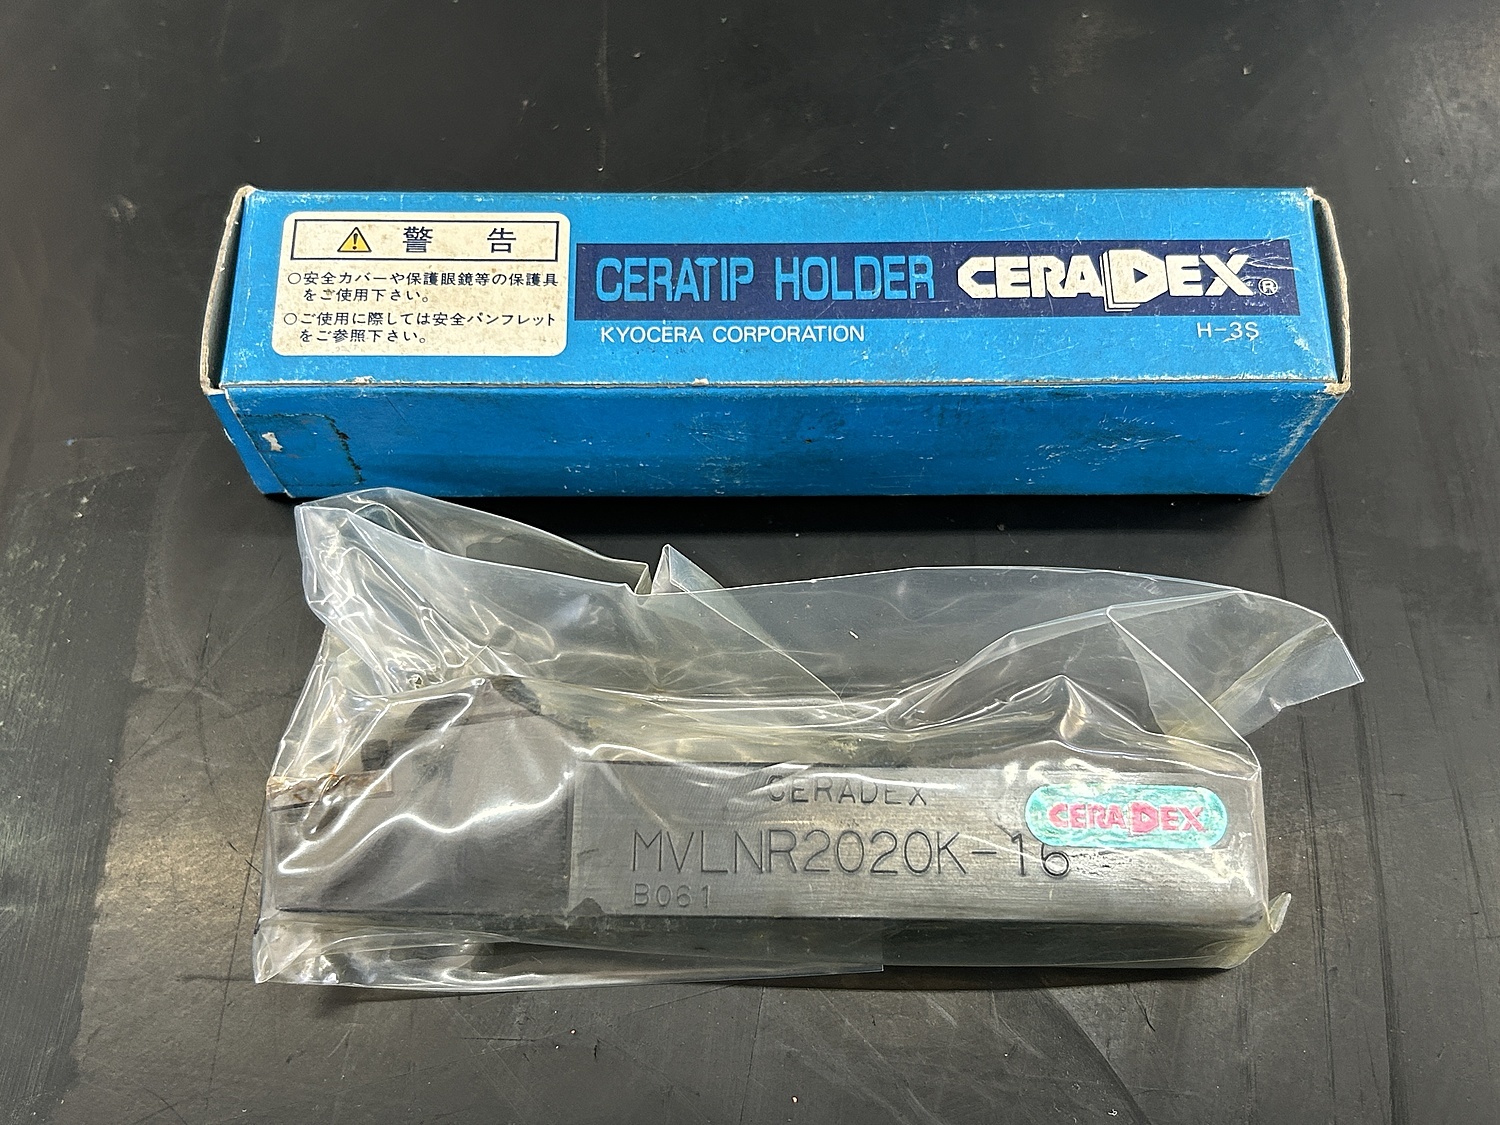 警 告
○安全カバーや保護眼鏡等の保護具
をご使用下さい。
○ご使用に際しては安全パンフレット
をご参照下さい。
CERATIP HOLDER CERADEX®
KYOCERA CORPORATION
H-3S
CERADEX
CERADEX
MVLNR2020K-16
B061